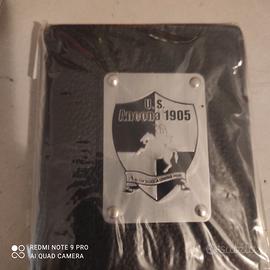 U.S.
Ancona 1905
REDMI NOTE 9 PRO
AI QUAD CAMERA